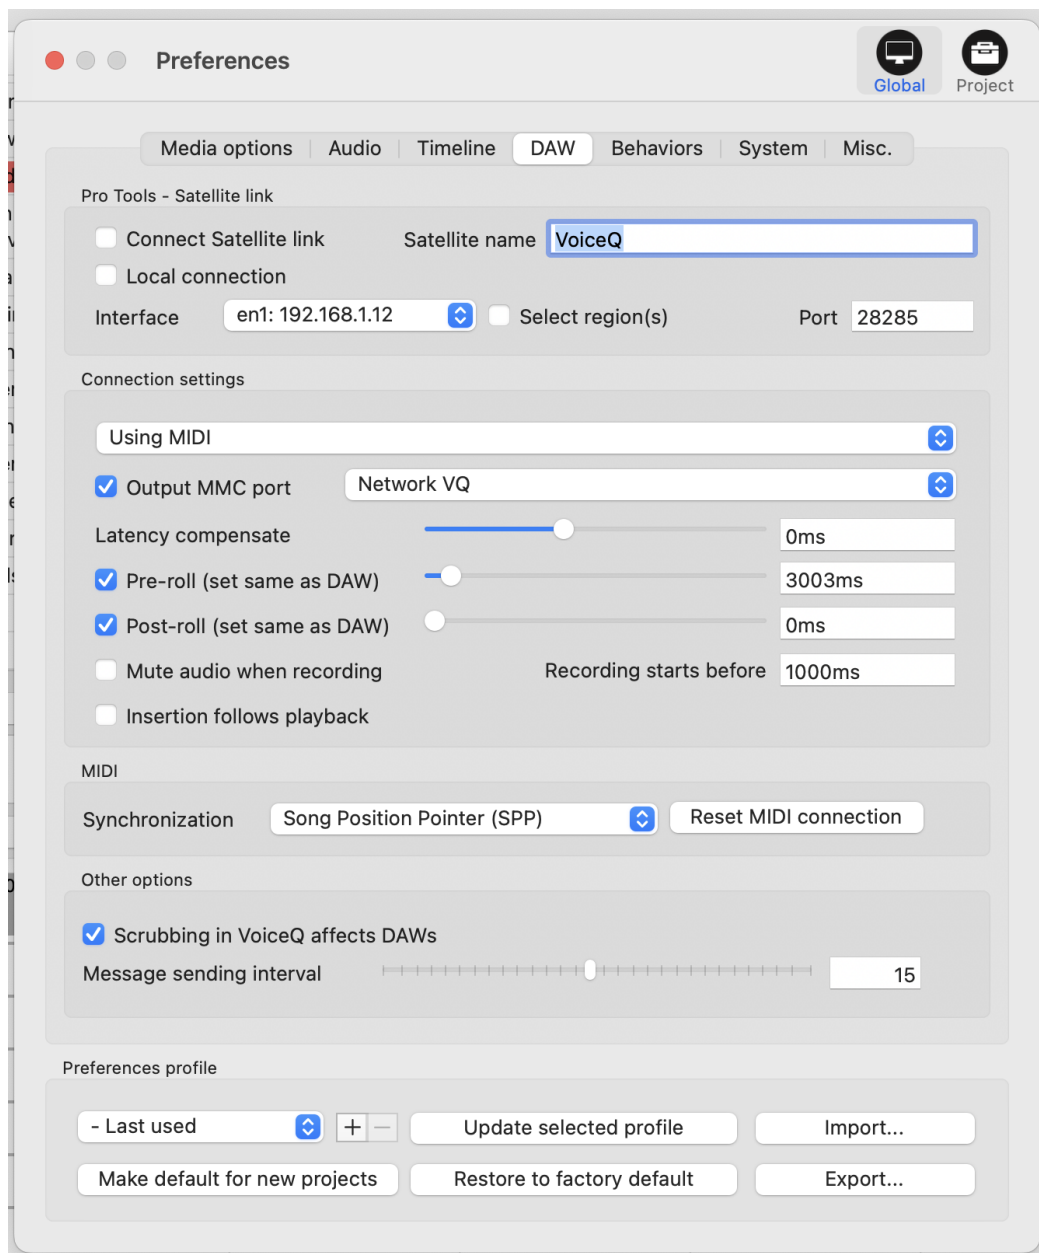 Preferences
Global
Project
Media options
Audio
Timeline
DAW
Behaviors
System
Misc.
Pro Tools - Satellite link
Connect Satellite link
Satellite name
VoiceQ
Local connection
Interface
en1: 192.168.1.12
Select region(s)
Port
28285
Connection settings
Using MIDI
Output MMC port
Network VQ
Latency compensate
0ms
Pre-roll (set same as DAW)
3003ms
Post-roll (set same as DAW)
0ms
Mute audio when recording
Recording starts before
1000ms
Insertion follows playback
MIDI
Synchronization
Song Position Pointer (SPP)
Reset MIDI connection
Other options
Scrubbing in VoiceQ affects DAWs
Message sending interval
15
Preferences profile
- Last used
Update selected profile
Import...
Make default for new projects
Restore to factory default
Export...